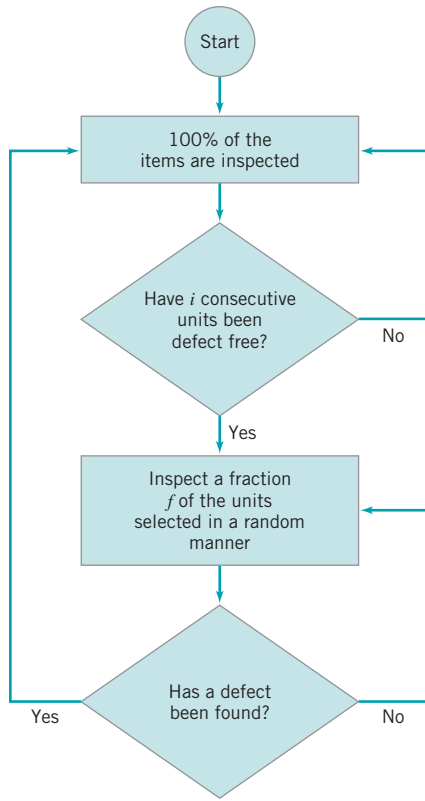 Start
100% of the
items are inspected
Have i consecutive
units been
defect free?
No
Yes
Inspect a fraction
f of the units
selected in a random
manner
Has a defect
been found?
Yes
No